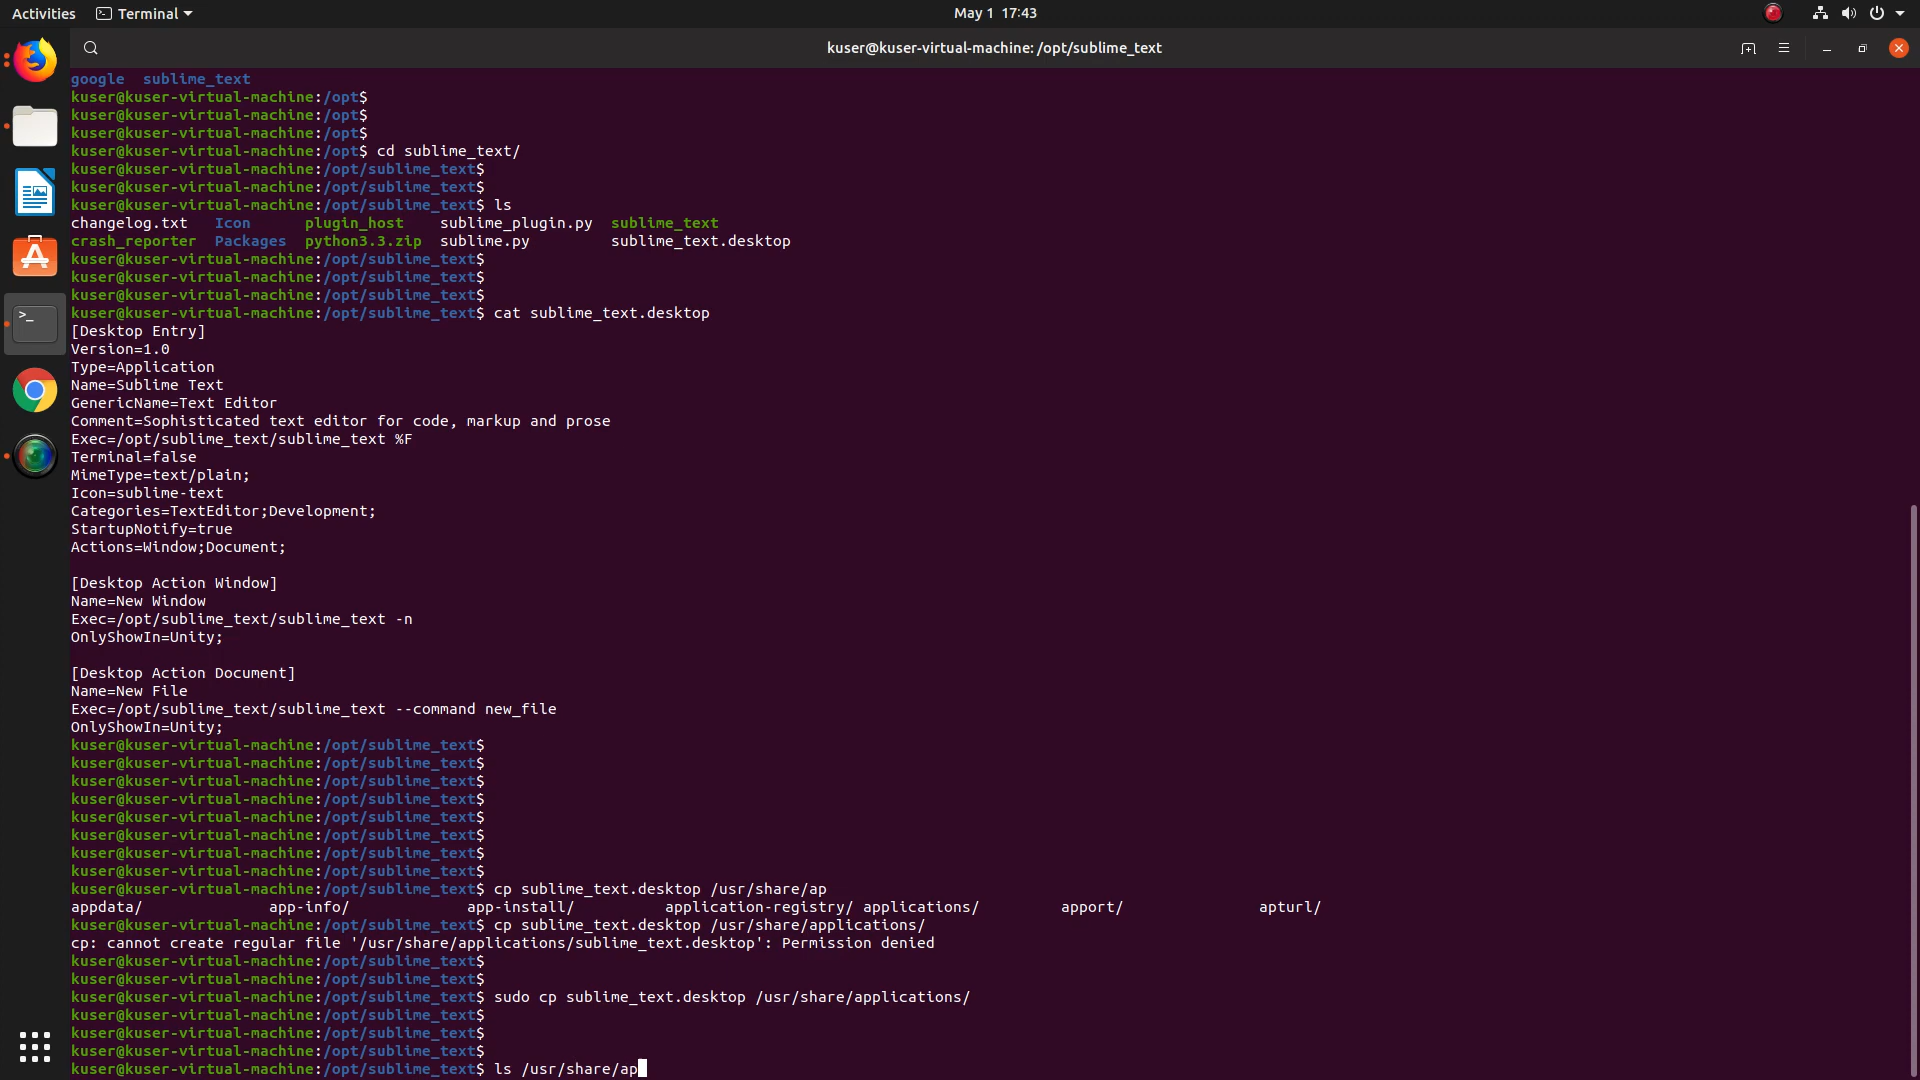 Activities Terminal May 1 17:43
kuser@kuser-virtual-machine: /opt/sublime_text
google sublime_text
kuser@kuser-virtual-machine:/opt$
kuser@kuser-virtual-machine:/opt$
kuser@kuser-virtual-machine:/opt$
kuser@kuser-virtual-machine:/opt$ cd sublime_text/
kuser@kuser-virtual-machine:/opt/sublime_text$
kuser@kuser-virtual-machine:/opt/sublime_text$
kuser@kuser-virtual-machine:/opt/sublime_text$ ls
changelog.txt Icon plugin_host sublime_plugin.py sublime_text
crash_reporter Packages python3.3.zip sublime.py sublime_text.desktop
kuser@kuser-virtual-machine:/opt/sublime_text$
kuser@kuser-virtual-machine:/opt/sublime_text$
kuser@kuser-virtual-machine:/opt/sublime_text$
kuser@kuser-virtual-machine:/opt/sublime_text$ cat sublime_text.desktop
[Desktop Entry]
Version=1.0
Type=Application
Name=Sublime Text
GenericName=Text Editor
Comment=Sophisticated text editor for code, markup and prose
Exec=/opt/sublime_text/sublime_text %F
Terminal=false
MimeType=text/plain;
Icon=sublime-text
Categories=TextEditor;Development;
StartupNotify=true
Actions=Window;Document;
[Desktop Action Window]
Name=New Window
Exec=/opt/sublime_text/sublime_text -n
OnlyShowIn=Unity;
[Desktop Action Document]
Name=New File
Exec=/opt/sublime_text/sublime_text --command new_file
OnlyShowIn=Unity;
kuser@kuser-virtual-machine:/opt/sublime_text$
kuser@kuser-virtual-machine:/opt/sublime_text$
kuser@kuser-virtual-machine:/opt/sublime_text$
kuser@kuser-virtual-machine:/opt/sublime_text$
kuser@kuser-virtual-machine:/opt/sublime_text$
kuser@kuser-virtual-machine:/opt/sublime_text$
kuser@kuser-virtual-machine:/opt/sublime_text$
kuser@kuser-virtual-machine:/opt/sublime_text$
kuser@kuser-virtual-machine:/opt/sublime_text$ cp sublime_text.desktop /usr/share/ap
appdata/ app-info/ app-install/ application-registry/ applications/ apport/ apturl/
kuser@kuser-virtual-machine:/opt/sublime_text$ cp sublime_text.desktop /usr/share/applications/
cp: cannot create regular file '/usr/share/applications/sublime_text.desktop': Permission denied
kuser@kuser-virtual-machine:/opt/sublime_text$
kuser@kuser-virtual-machine:/opt/sublime_text$
kuser@kuser-virtual-machine:/opt/sublime_text$ sudo cp sublime_text.desktop /usr/share/applications/
kuser@kuser-virtual-machine:/opt/sublime_text$
kuser@kuser-virtual-machine:/opt/sublime_text$
kuser@kuser-virtual-machine:/opt/sublime_text$
kuser@kuser-virtual-machine:/opt/sublime_text$ ls /usr/share/ap